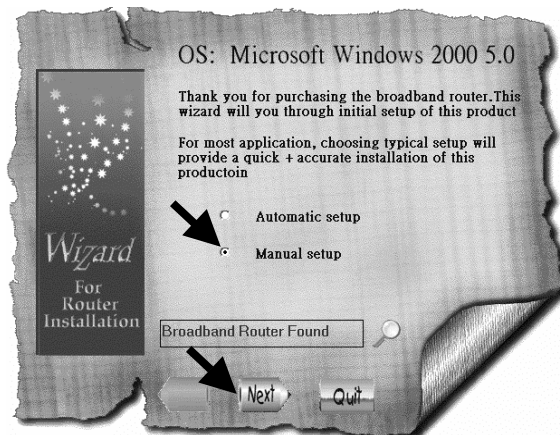 OS: Microsoft Windows 2000 5.0
Thank you for purchasing the broadband router.This
wizard will you through initial setup of this product
For most application, choosing typical setup will
provide a quick + accurate installation of this
productoin
Automatic setup
Manual setup
Wizard
For
Router
Installation
Broadband Router Found
Next
Quit